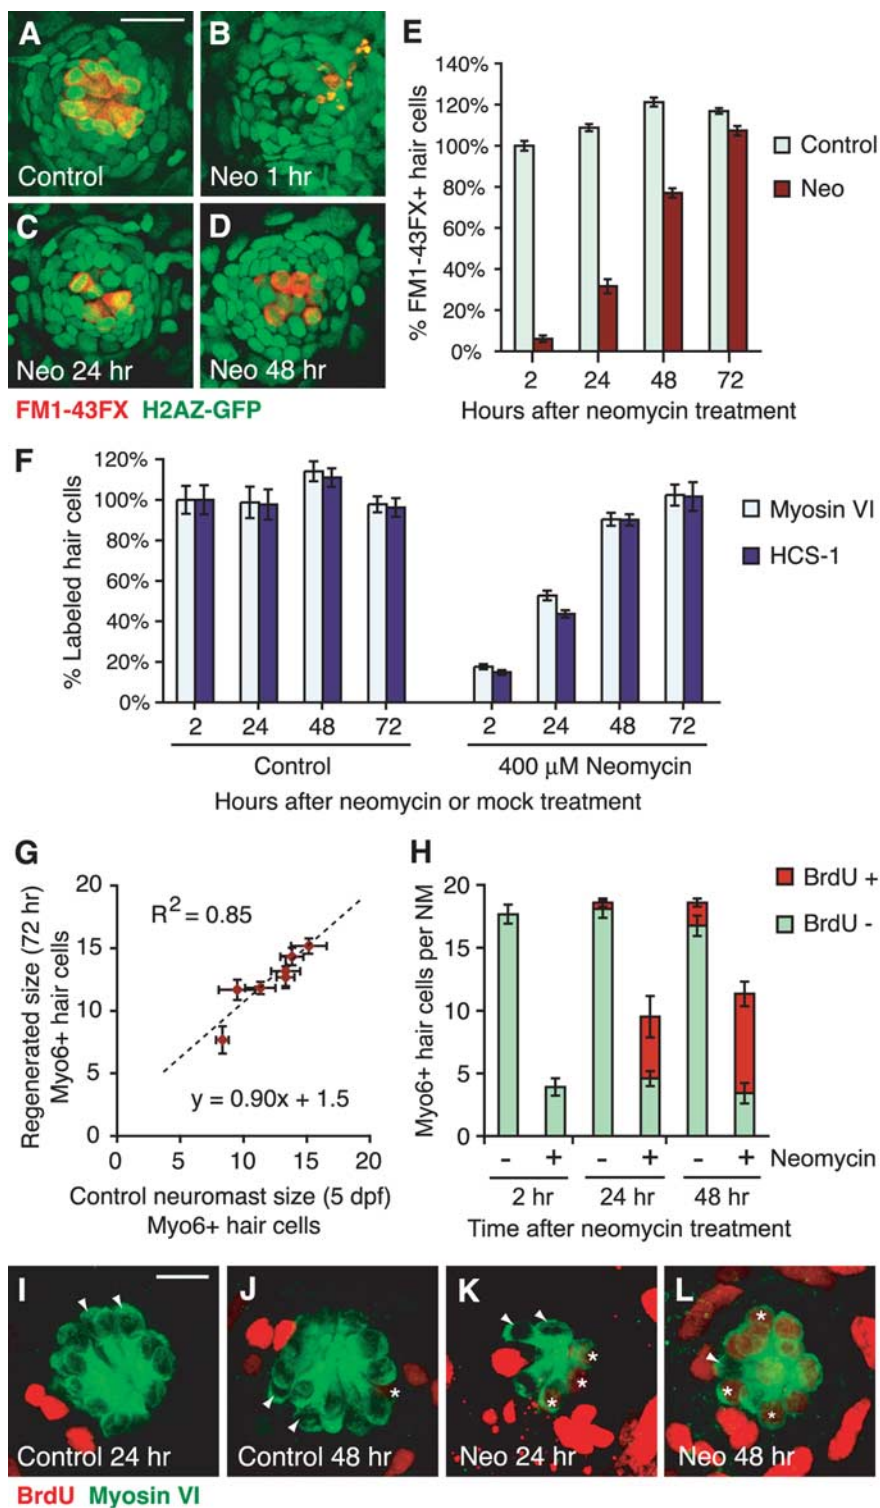 A
Control
B
Neo 1 hr
C
Neo 24 hr
D
Neo 48 hr
FM1-43FX H2AZ-GFP
E
% FM1-43FX+ hair cells
140%
120%
100%
80%
60%
40%
20%
0%
2 24 48 72
Hours after neomycin treatment
Control
Neo
F
% Labeled hair cells
120%
100%
80%
60%
40%
20%
0%
2 24 48 72 2 24 48 72
Control 400 μM Neomycin
Hours after neomycin or mock treatment
Myosin VI
HCS-1
G
Regenerated size (72 hr)
Myo6+ hair cells
20
15
10
5
0
R² = 0.85
y = 0.90x + 1.5
0 5 10 15 20
Control neuromast size (5 dpf)
Myo6+ hair cells
H
Myo6+ hair cells per NM
20
15
10
5
0
- + - + - + Neomycin
2 hr 24 hr 48 hr
Time after neomycin treatment
BrdU +
BrdU -
I
Control 24 hr
J
*
Control 48 hr
K
*
*
*
Neo 24 hr
L
*
*
*
Neo 48 hr
BrdU Myosin VI